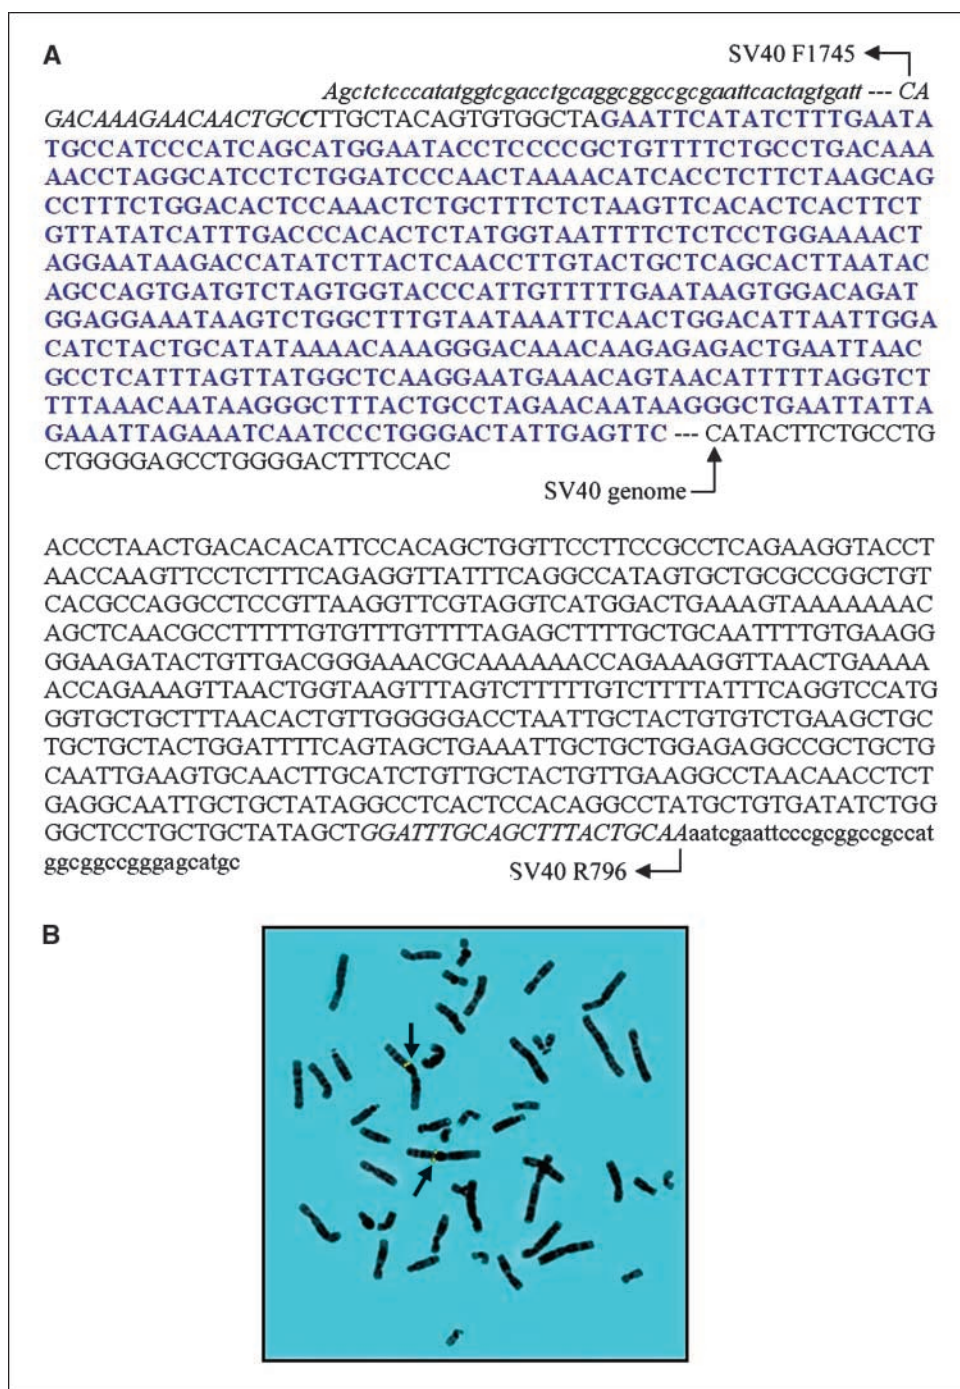 A
SV40 F1745
Agctctcccatatggtcgacctgcaggcggccgcgaattcactagtgatt --- CA
GACAAAGAACAACTGCCTTGCTACAGTGTGGCTAGAATTCATATCTTTGAATA
TGCCATCCCATCAGCATGGAATACCTCCCCGCTGTTTTCTGCCTGACAAA
AACCTAGGCATCCTCTGGATCCCAACTAAAACATCACCTCTTCTAAGCAG
CCTTTCTGGACACTCCAAACTCTGCTTTCTCTAAGTTCACACTCACTTCT
GTTATATCATTTGACCCACACTCTATGGTAATTTTCTCTCCTGGAAAACT
AGGAATAAGACCATATCTTACTCAACCTTGTACTGCTCAGCACTTAATAC
AGCCAGTGATGTCTAGTGGTACCCATTGTTTTTGAATAAGTGGACAGAT
GGAGGAAATAAGTCTGGCTTTGTAATAAATTCAACTGGACATTAATTGGA
CATCTACTGCATATAAAACAAAGGGACAAACAAGAGAGACTGAATTAAC
GCCTCATTTAGTTATGGCTCAAGGAATGAAACAGTAACATTTTTAGGTCT
TTTAAACAATAAGGGCTTTACTGCCTAGAACAATAAGGGCTGAATTATTA
GAAATTAGAAATCAATCCCTGGGACTATTGAGTTC --- CATACTTCTGCCTG
CTGGGGAGCCTGGGGACTTTCCAC
SV40 genome
ACCCTAACTGACACACATTCCACAGCTGGTTCCTTCCGCCTCAGAAGGTACCT
AACCAAGTTCCTCTTTCAGAGGTTATTTCAGGCCATAGTGCTGCGCCGGCTGT
CACGCCAGGCCTCCGTTAAGGTTCGTAGGTCATGGACTGAAAGTAAAAAAAC
AGCTCAACGCCTTTTTGTGTTTGTTTTAGAGCTTTTGCTGCAATTTTGTGAAGG
GGAAGATACTGTTGACGGGAAACGCAAAAAACCAGAAAGGTTAACTGAAAA
ACCAGAAAGTTAACTGGTAAGTTTAGTCTTTTTGTCTTTTATTTCAGGTCCATG
GGTGCTGCTTTAACACTGTTGGGGGACCTAATTGCTACTGTGTCTGAAGCTGC
TGCTGCTACTGGATTTTCAGTAGCTGAAATTGCTGCTGGAGAGGCCGCTGCTG
CAATTGAAGTGCAACTTGCATCTGTTGCTACTGTTGAAGGCCTAACAACCTCT
GAGGCAATTGCTGCTATAGGCCTCACTCCACAGGCCTATGCTGTGATATCTGG
GGCTCCTGCTGCTATAGCTGGATTTGCAGCTTTACTGCAAaatcgaattcccgcggccgccat
ggcggccgggagcatgc
SV40 R796
B